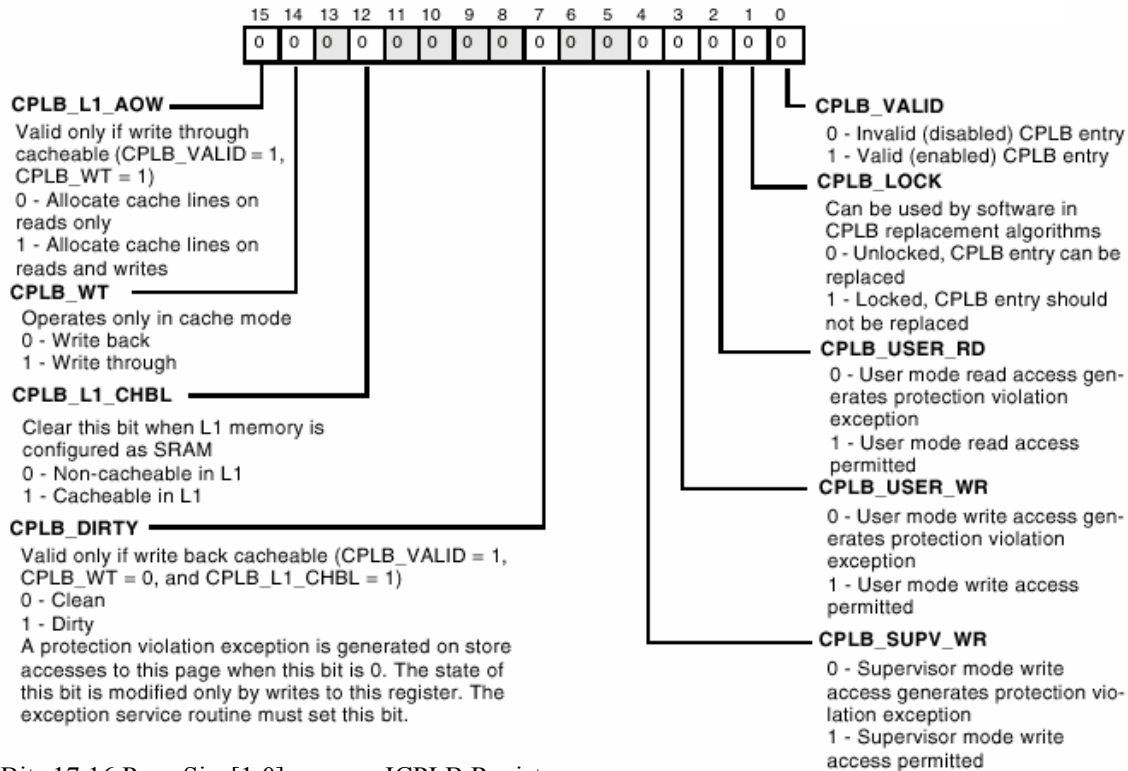 15 14 13 12 11 10 9 8 7 6 5 4 3 2 1 0
0 0 0 0 0 0 0 0 0 0 0 0 0 0 0 0
CPLB_L1_AOW
Valid only if write through
cacheable (CPLB_VALID = 1,
CPLB_WT = 1)
0 - Allocate cache lines on
reads only
1 - Allocate cache lines on
reads and writes
CPLB_WT
Operates only in cache mode
0 - Write back
1 - Write through
CPLB_L1_CHBL
Clear this bit when L1 memory is
configured as SRAM
0 - Non-cacheable in L1
1 - Cacheable in L1
CPLB_DIRTY
Valid only if write back cacheable (CPLB_VALID = 1,
CPLB_WT = 0, and CPLB_L1_CHBL = 1)
0 - Clean
1 - Dirty
A protection violation exception is generated on store
accesses to this page when this bit is 0. The state of
this bit is modified only by writes to this register. The
exception service routine must set this bit.
CPLB_VALID
0 - Invalid (disabled) CPLB entry
1 - Valid (enabled) CPLB entry
CPLB_LOCK
Can be used by software in
CPLB replacement algorithms
0 - Unlocked, CPLB entry can be
replaced
1 - Locked, CPLB entry should
not be replaced
CPLB_USER_RD
0 - User mode read access gen-
erates protection violation
exception
1 - User mode read access
permitted
CPLB_USER_WR
0 - User mode write access gen-
erates protection violation
exception
1 - User mode write access
permitted
CPLB_SUPV_WR
0 - Supervisor mode write
access generates protection vio-
lation exception
1 - Supervisor mode write
access permitted